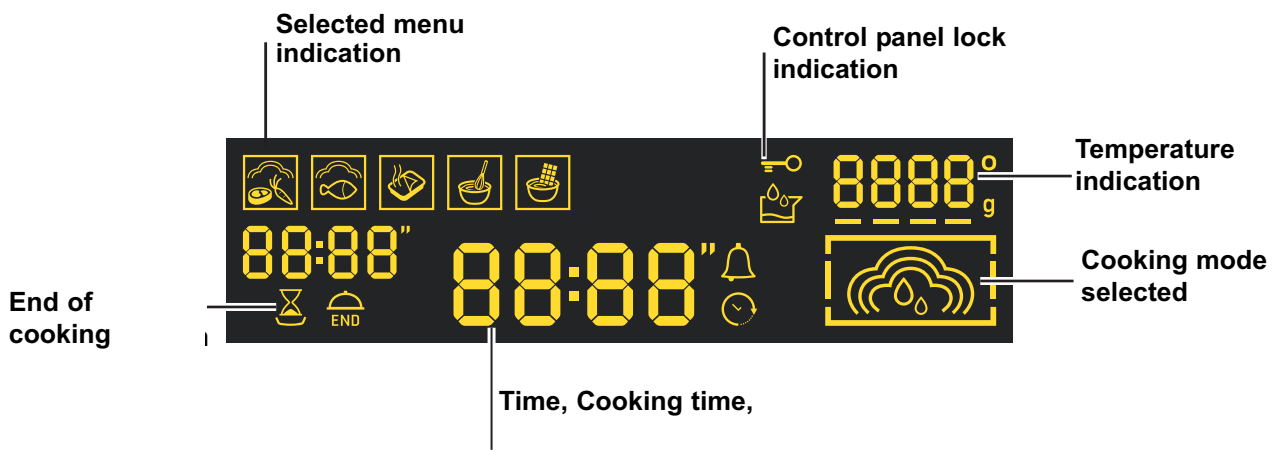 Selected menu
indication
Control panel lock
indication
8888° g
Temperature
indication
88:88"
88:88"
END
Cooking mode
selected
End of
cooking
Time, Cooking time,